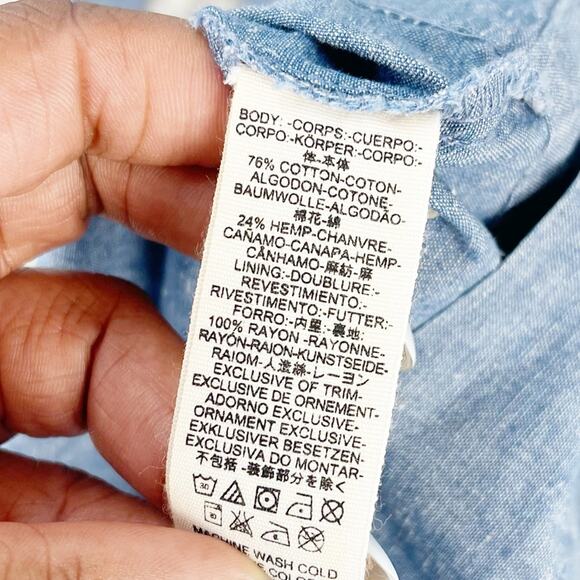 BODY: -CORPS:-CUERPO:-
CORPO:-KÖRPER:-CORPO:-
体-本体
76% COTTON-COTON-
ALGODON-COTONE-
BAUMWOLLE-ALGODÃO-
棉花-綿
24% HEMP-CHANVRE-
CAÑAMO-CANAPA-HEMP-
CÂNHAMO-麻紡-麻
LINING:-DOUBLURE:-
REVESTIMIENTO:-
RIVESTIMENTO:-FUTTER:-
FORRO:-内里:-裏地:
100% RAYON -RAYONNE-
RAYÓN-RAION-KUNSTSEIDE-
RAIOM-人造絲-レーヨン
EXCLUSIVE OF TRIM-
EXCLUSIVE DE ORNEMENT-
ADORNO EXCLUSIVE-
ORNAMENT EXCLUSIVE-
EXKLUSIVER BESETZEN-
EXCLUSIVA DO MONTAR-
不包括 -装飾部分を除く
30
MACHINE WASH COLD